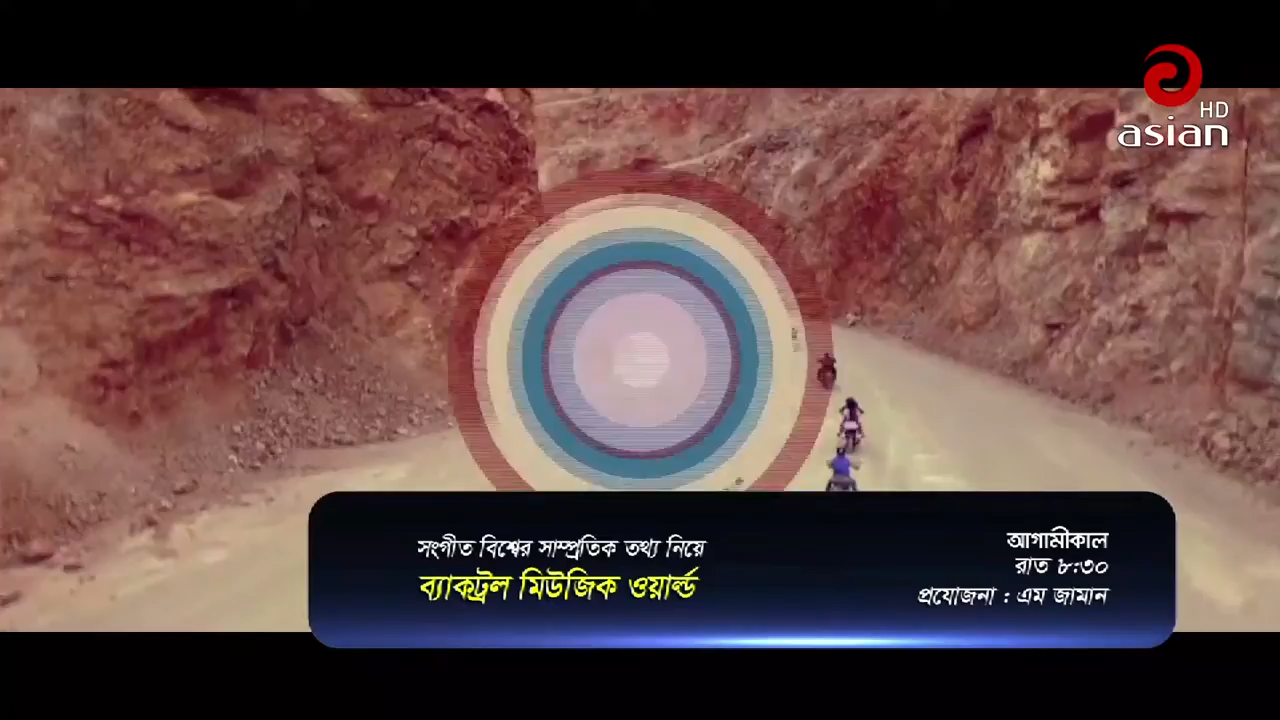 HD
asian
সংগীত বিশ্বের সাম্প্রতিক তথ্য নিয়ে
ব্যাকট্রল মিউজিক ওয়ার্ল্ড
আগামীকাল
রাত ৮:৩০
প্রযোজনা : এম জামান